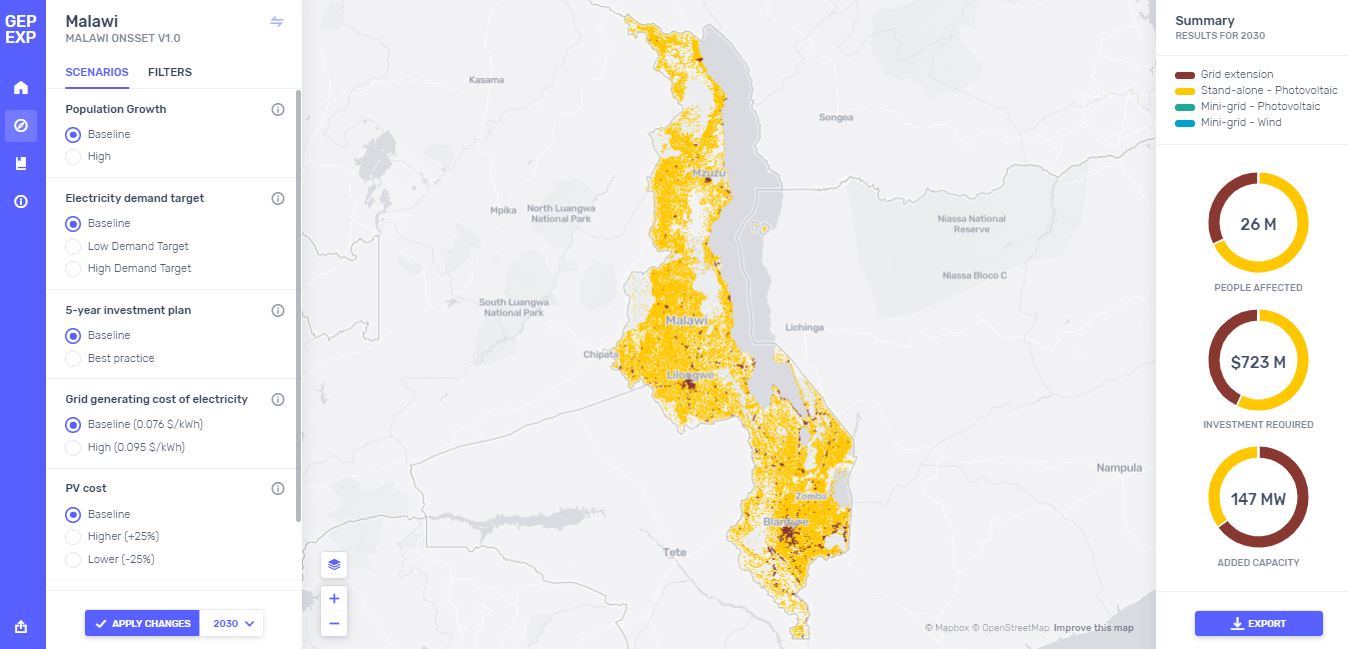 GEP
EXP
Malawi
MALAWI ONSSET V1.0
SCENARIOS FILTERS
Population Growth
Baseline
High
Electricity demand target
Baseline
Low Demand Target
High Demand Target
5-year investment plan
Baseline
Best practice
Grid generating cost of electricity
Baseline (0.076 $/kWh)
High (0.095 $/kWh)
PV cost
Baseline
Higher (+25%)
Lower (-25%)
APPLY CHANGES 2030
Kasama
Songea
Mzuzu
Mpika
North Luangwa
National Park
Niassa National
Reserve
Niassa Bloco C
South Luangwa
National Park
Malawi
Lichinga
Chipata
Lilongwe
Nampula
Zomba
Blantyre
Tete
© Mapbox © OpenStreetMap Improve this map
Summary
RESULTS FOR 2030
Grid extension
Stand-alone - Photovoltaic
Mini-grid - Photovoltaic
Mini-grid - Wind
26 M
PEOPLE AFFECTED
$723 M
INVESTMENT REQUIRED
147 MW
ADDED CAPACITY
EXPORT